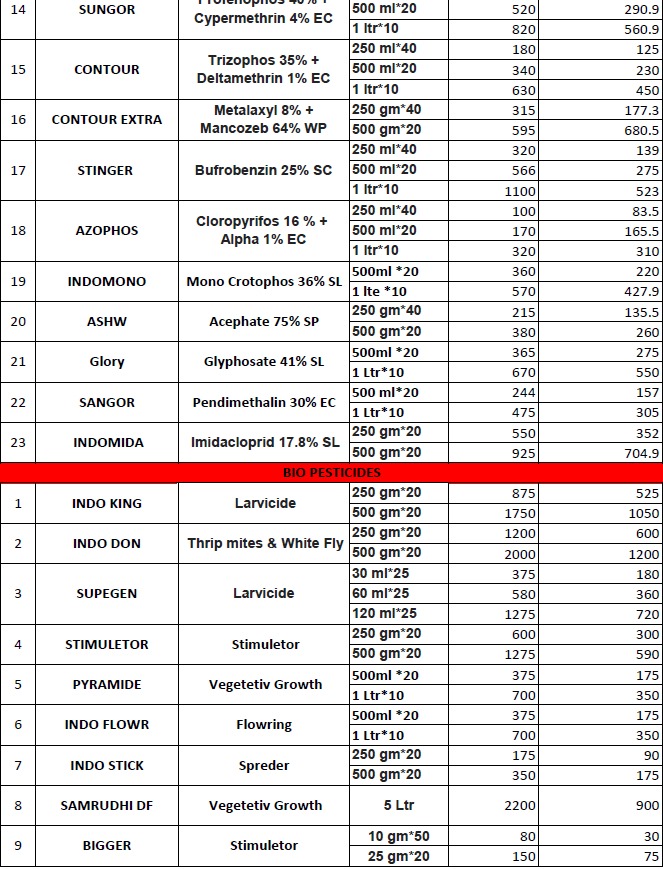 14 SUNGOR Profenophos 40% + Cypermethrin 4% EC 500 ml*20 520 290.9
1 ltr*10 820 560.9
15 CONTOUR Trizophos 35% + Deltamethrin 1% EC 250 ml*40 180 125
500 ml*20 340 230
1 ltr*10 630 450
16 CONTOUR EXTRA Metalaxyl 8% + Mancozeb 64% WP 250 gm*40 315 177.3
500 gm*20 595 680.5
17 STINGER Bufrobenzin 25% SC 250 ml*40 320 139
500 ml*20 566 275
1 ltr*10 1100 523
18 AZOPHOS Cloropyrifos 16 % + Alpha 1% EC 250 ml*40 100 83.5
500 ml*20 170 165.5
1 ltr*10 320 310
19 INDOMONO Mono Crotophos 36% SL 500ml *20 360 220
1 lte *10 570 427.9
20 ASHW Acephate 75% SP 250 gm*40 215 135.5
500 gm*20 380 260
21 Glory Glyphosate 41% SL 500ml *20 365 275
1 Ltr*10 670 550
22 SANGOR Pendimethalin 30% EC 500 ml*20 244 157
1 Ltr*10 475 305
23 INDOMIDA Imidacloprid 17.8% SL 250 gm*20 550 352
500 gm*20 925 704.9
BIO PESTICIDES
1 INDO KING Larvicide 250 gm*20 875 525
500 gm*20 1750 1050
2 INDO DON Thrip mites & White Fly 250 gm*20 1200 600
500 gm*20 2000 1200
3 SUPEGEN Larvicide 30 ml*25 375 180
60 ml*25 580 360
120 ml*25 1275 720
4 STIMULETOR Stimuletor 250 gm*20 600 300
500 gm*20 1275 590
5 PYRAMIDE Vegetetiv Growth 500ml *20 375 175
1 Ltr*10 700 350
6 INDO FLOWR Flowring 500ml *20 375 175
1 Ltr*10 700 350
7 INDO STICK Spreder 250 gm*20 175 90
500 gm*20 350 175
8 SAMRUDHI DF Vegetetiv Growth 5 Ltr 2200 900
9 BIGGER Stimuletor 10 gm*50 80 30
25 gm*20 150 75